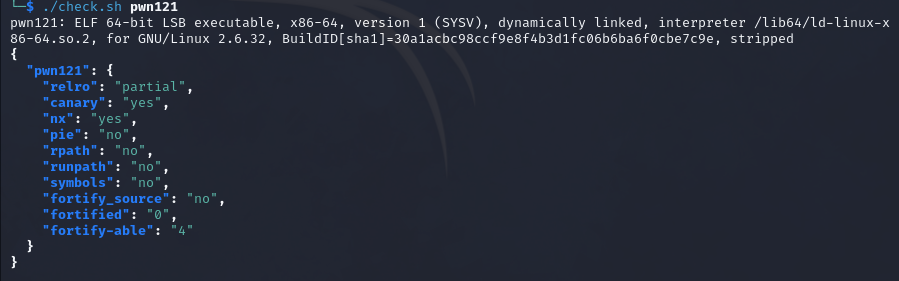 └─$ ./check.sh pwn121
pwn121: ELF 64-bit LSB executable, x86-64, version 1 (SYSV), dynamically linked, interpreter /lib64/ld-linux-x
86-64.so.2, for GNU/Linux 2.6.32, BuildID[sha1]=30a1acbc98ccf9e8f4b3d1fc06b6ba6f0cbe7c9e, stripped
{
  "pwn121": {
    "relro": "partial",
    "canary": "yes",
    "nx": "yes",
    "pie": "no",
    "rpath": "no",
    "runpath": "no",
    "symbols": "no",
    "fortify_source": "no",
    "fortified": "0",
    "fortify-able": "4"
  }
}